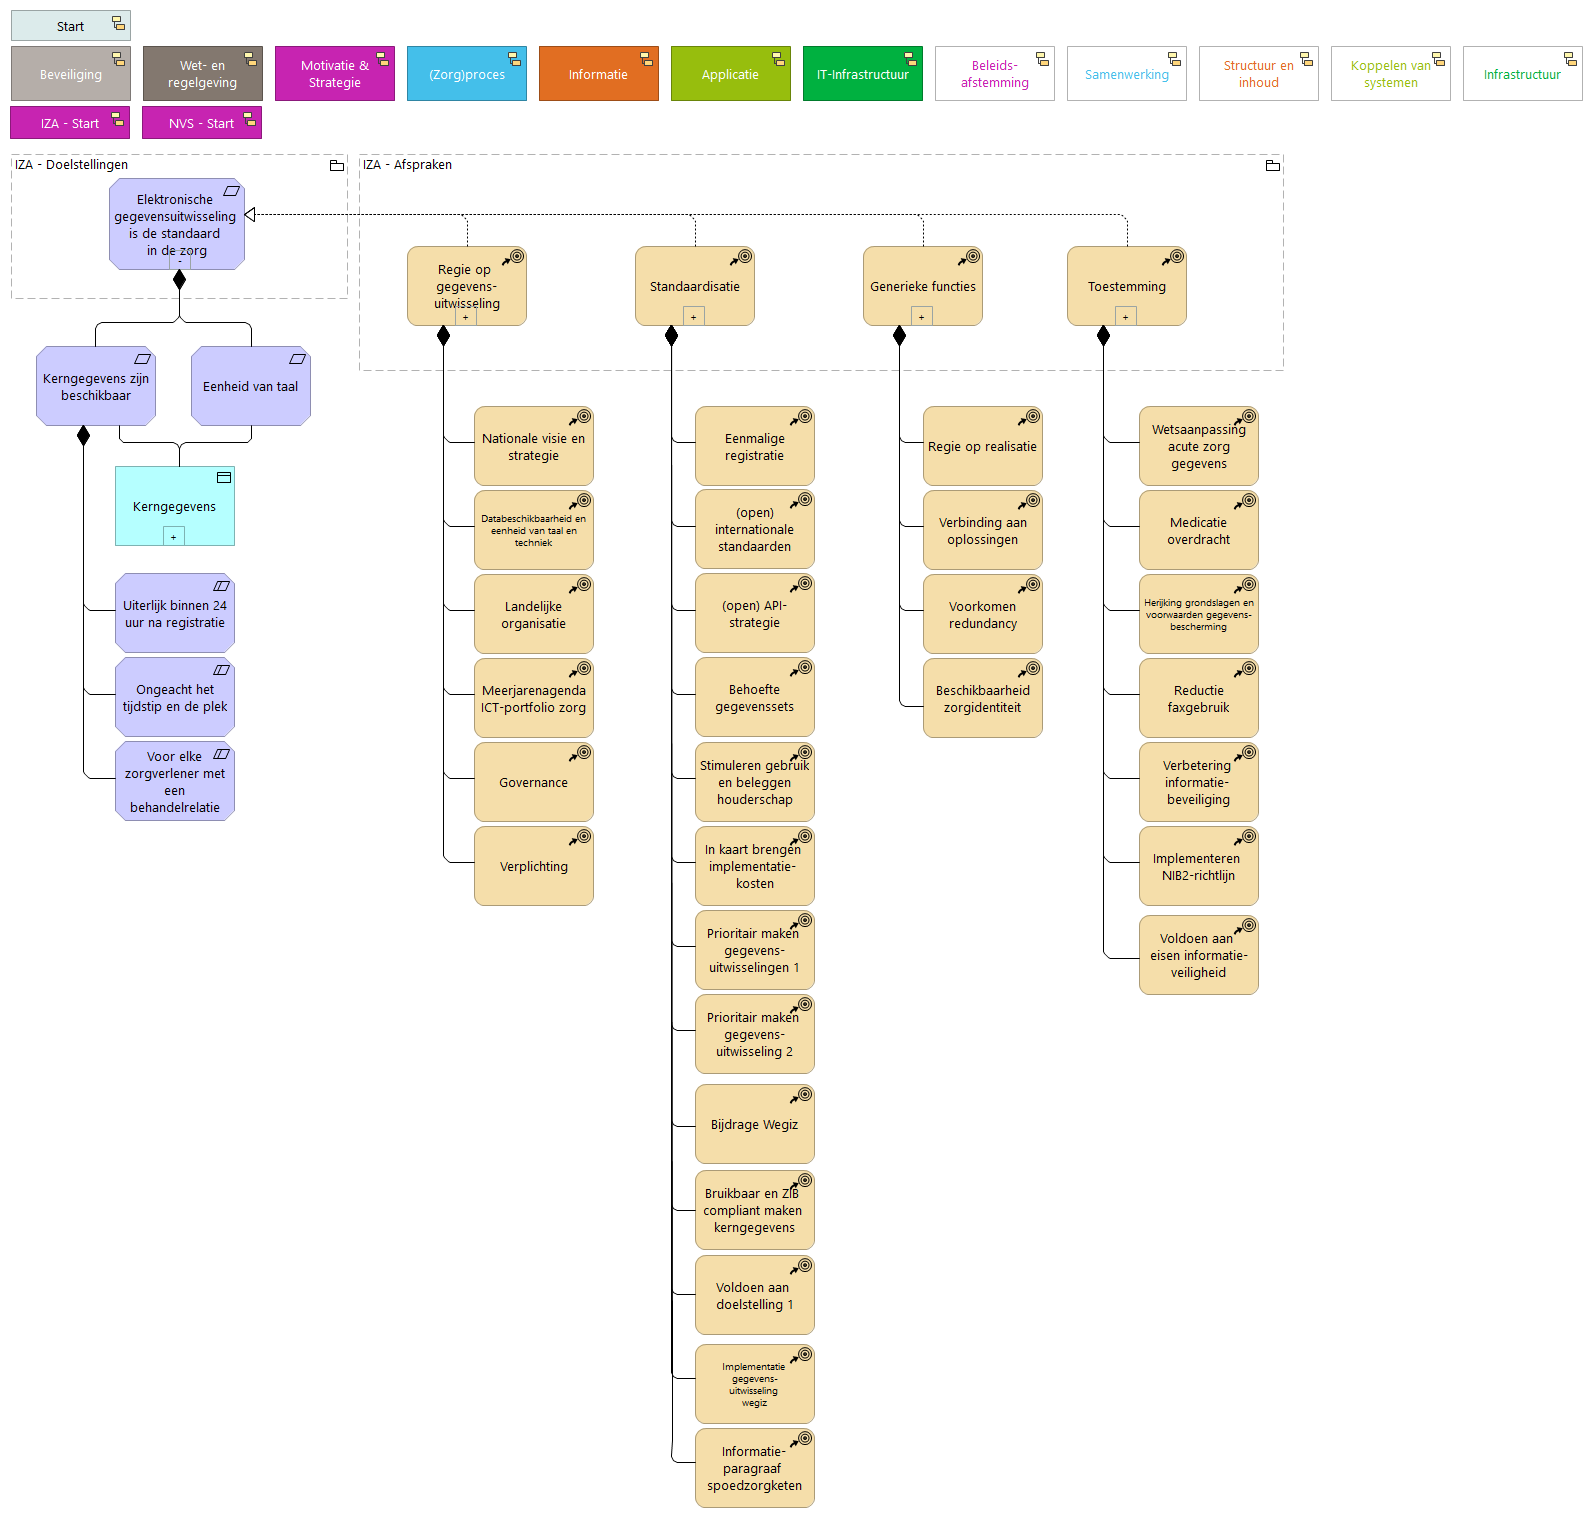 Start
Beveiliging
Wet- en
regelgeving
Motivatie &
Strategie
(Zorg)proces
Informatie
Applicatie
IT-Infrastructuur
Beleids-
afstemming
Samenwerking
Structuur en
inhoud
Koppelen van
systemen
Infrastructuur
IZA - Start
NVS - Start
IZA - Doelstellingen
Elektronische
gegevensuitwisseling
is de standaard
in de zorg
-
Kerngegevens zijn
beschikbaar
Eenheid van taal
Kerngegevens
+
Uiterlijk binnen 24
uur na registratie
Ongeacht het
tijdstip en de plek
Voor elke
zorgverlener met
een
behandelrelatie
IZA - Afspraken
Regie op
gegevens-
uitwisseling
+
Standaardisatie
+
Generieke functies
+
Toestemming
+
Nationale visie en
strategie
Databeschikbaarheid en
eenheid van taal en
techniek
Landelijke
organisatie
Meerjarenagenda
ICT-portfolio zorg
Governance
Verplichting
Eenmalige
registratie
(open)
internationale
standaarden
(open) API-
strategie
Behoefte
gegevenssets
Stimuleren gebruik
en beleggen
houderschap
In kaart brengen
implementatie-
kosten
Prioritair maken
gegevens-
uitwisselingen 1
Prioritair maken
gegevens-
uitwisseling 2
Bijdrage Wegiz
Bruikbaar en ZIB
compliant maken
kerngegevens
Voldoen aan
doelstelling 1
Implementatie
gegevens-
uitwisseling
wegiz
Informatie-
paragraaf
spoedzorgketen
Regie op realisatie
Verbinding aan
oplossingen
Voorkomen
redundancy
Beschikbaarheid
zorgidentiteit
Wetsaanpassing
acute zorg
gegevens
Medicatie
overdracht
Herijking grondslagen en
voorwaarden gegevens-
bescherming
Reductie
faxgebruik
Verbetering
informatie-
beveiliging
Implementeren
NIB2-richtlijn
Voldoen aan
eisen informatie-
veiligheid